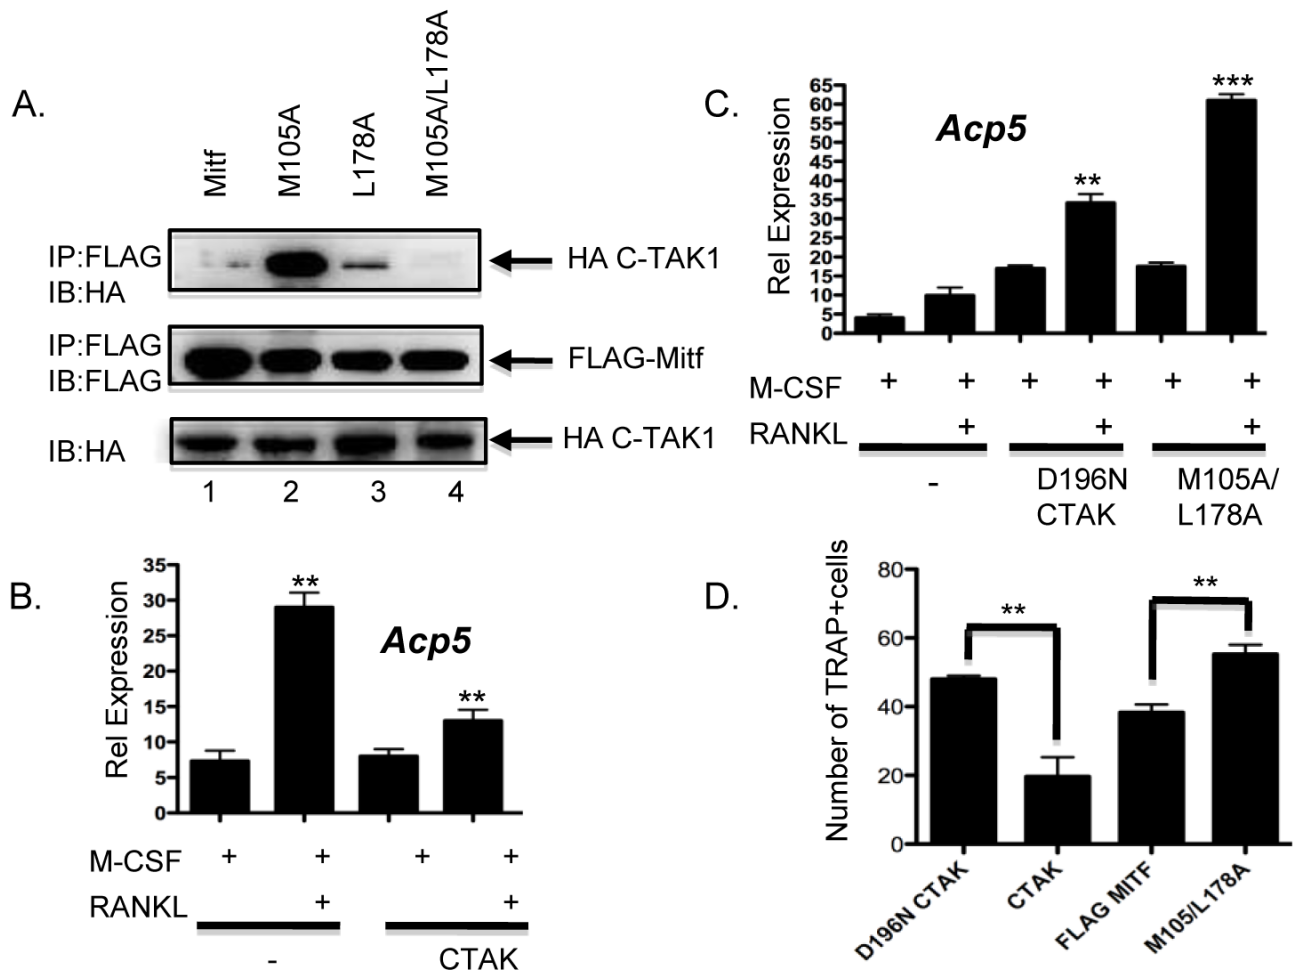 A.
Mitf
M105A
L178A
M105A/L178A
IP:FLAG
IB:HA
HA C-TAK1
IP:FLAG
IB:FLAG
FLAG-Mitf
IB:HA
HA C-TAK1
1 2 3 4
B.
Rel Expression
35
30
25
20
15
10
5
0
**
Acp5
**
M-CSF + + + +
RANKL + +
- CTAK
C.
Rel Expression
65
60
55
50
45
40
35
30
25
20
15
10
5
0
Acp5
**
***
M-CSF + + + + + +
RANKL + + +
- D196N M105A/
CTAK L178A
D.
Number of TRAP+cells
80
60
40
20
0
**
**
D196N CTAK
CTAK
FLAG MITF
M105/L178A